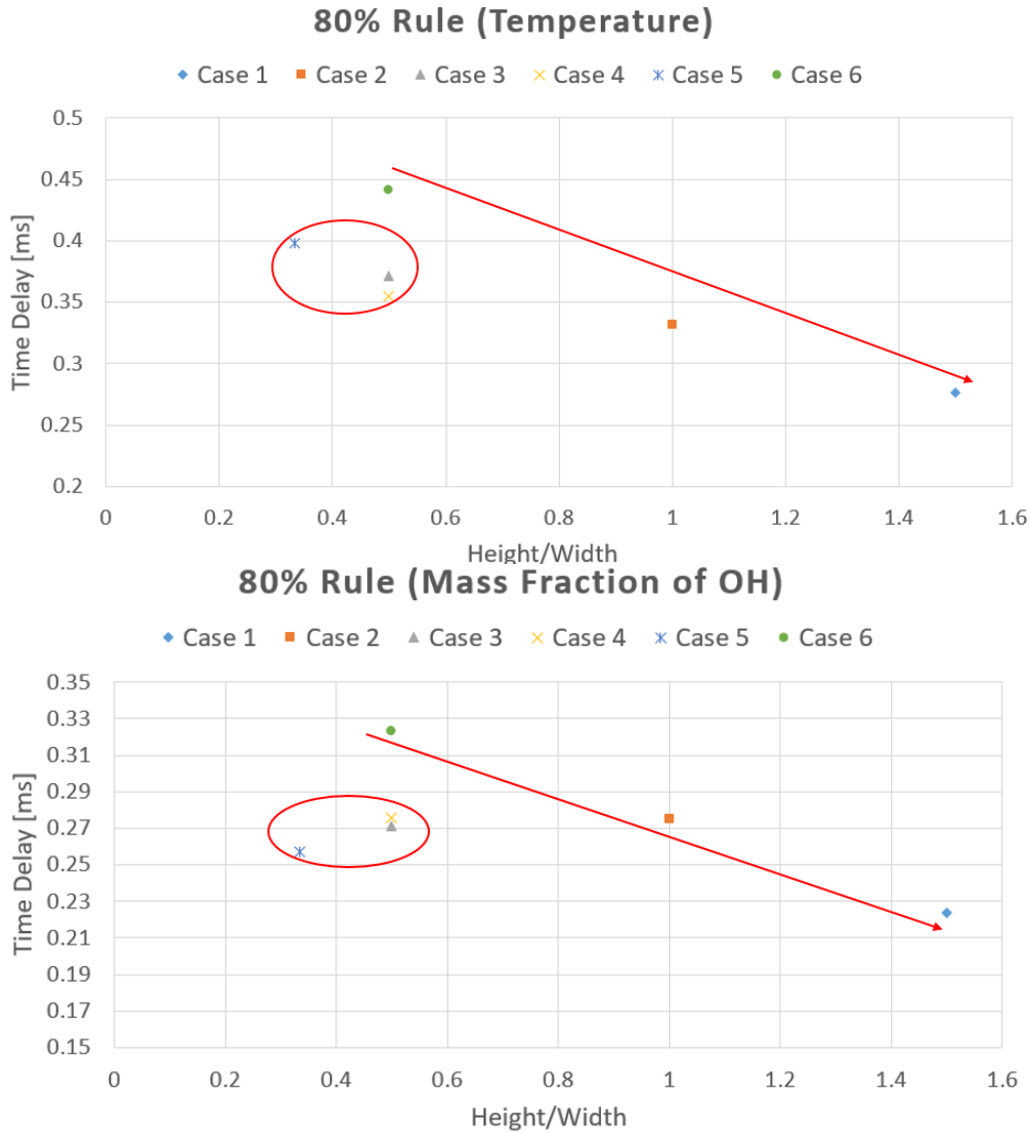 80% Rule (Temperature)
Case 1 Case 2 Case 3 Case 4 Case 5 Case 6
0.5
0.45
0.4
0.35
0.3
0.25
0.2
Time Delay [ms]
0 0.2 0.4 0.6 0.8 1 1.2 1.4 1.6
Height/Width
80% Rule (Mass Fraction of OH)
Case 1 Case 2 Case 3 Case 4 Case 5 Case 6
0.35
0.33
0.31
0.29
0.27
0.25
0.23
0.21
0.19
0.17
0.15
Time Delay [ms]
0 0.2 0.4 0.6 0.8 1 1.2 1.4 1.6
Height/Width